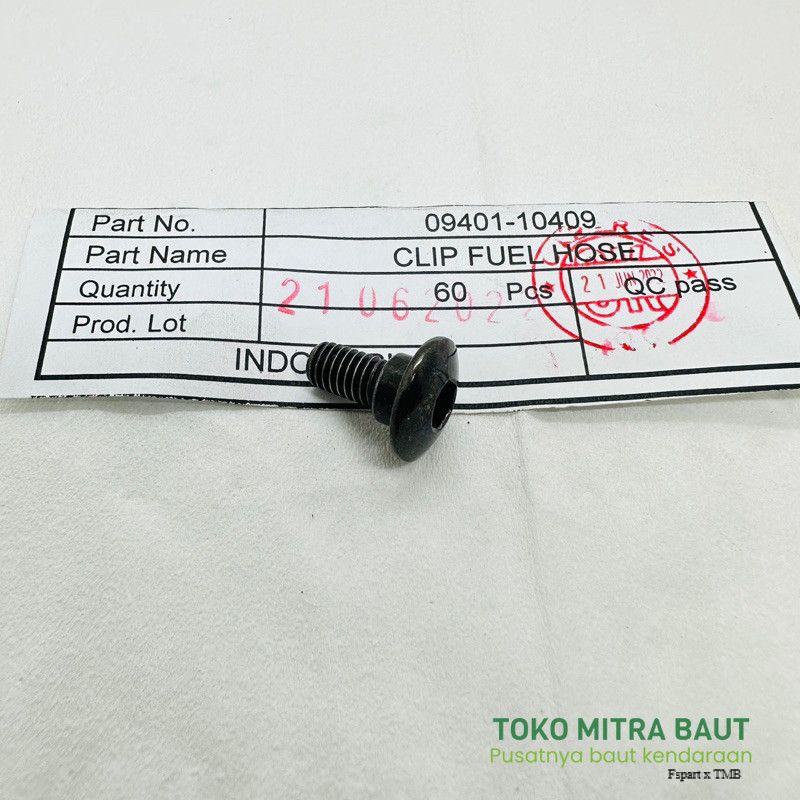 Part No. 09401-10409
Part Name CLIP FUEL HOSE
Quantity 60 Pcs QC pass
21 JUN 2022
21062022
Prod. Lot
INDO
TOKO MITRA BAUT
Pusatnya baut kendaraan
Fspart x TMB